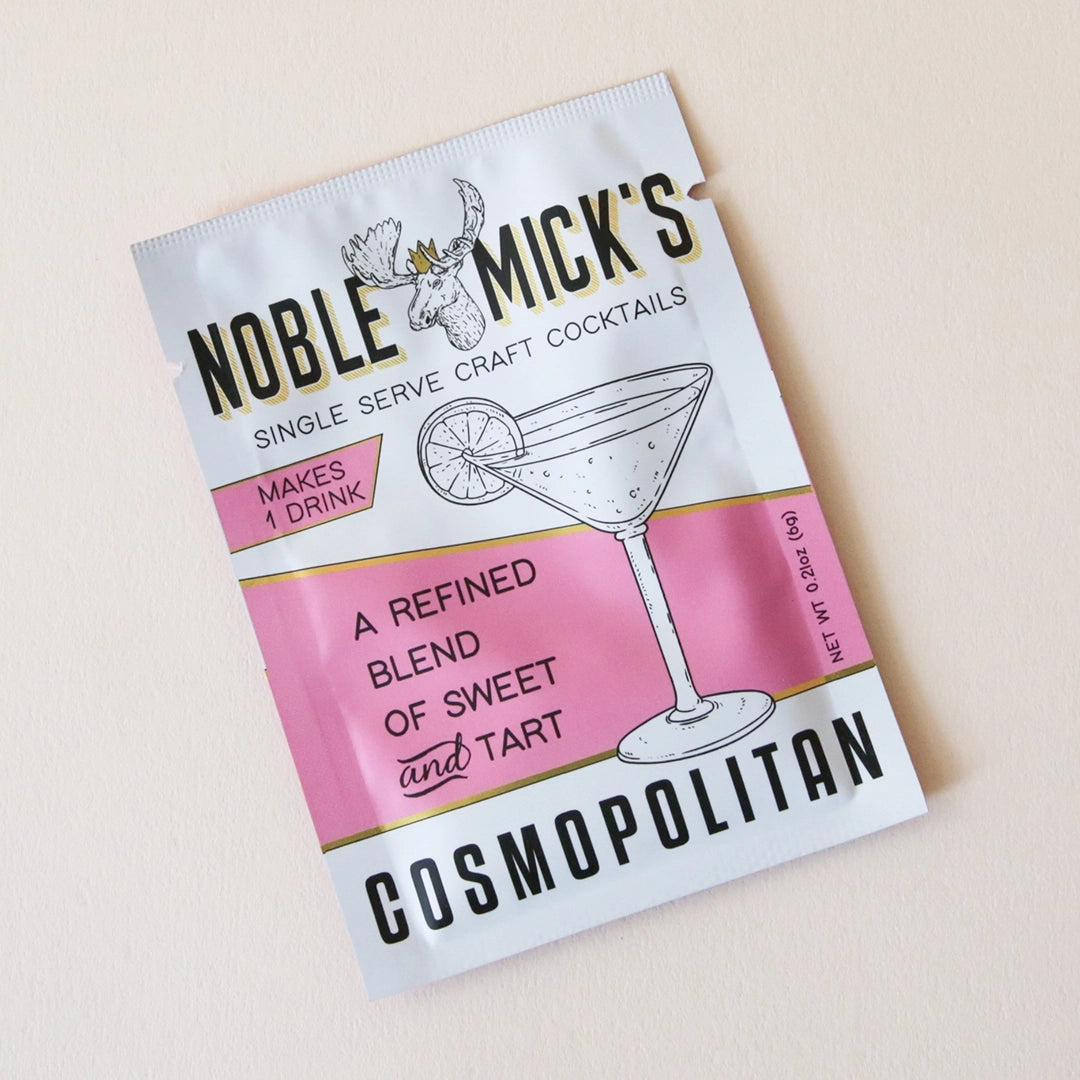 NOBLE MICK'S
SINGLE SERVE CRAFT COCKTAILS
MAKES
1 DRINK
A REFINED
BLEND
OF SWEET
and TART
NET WT 0.21oz (6g)
COSMOPOLITAN